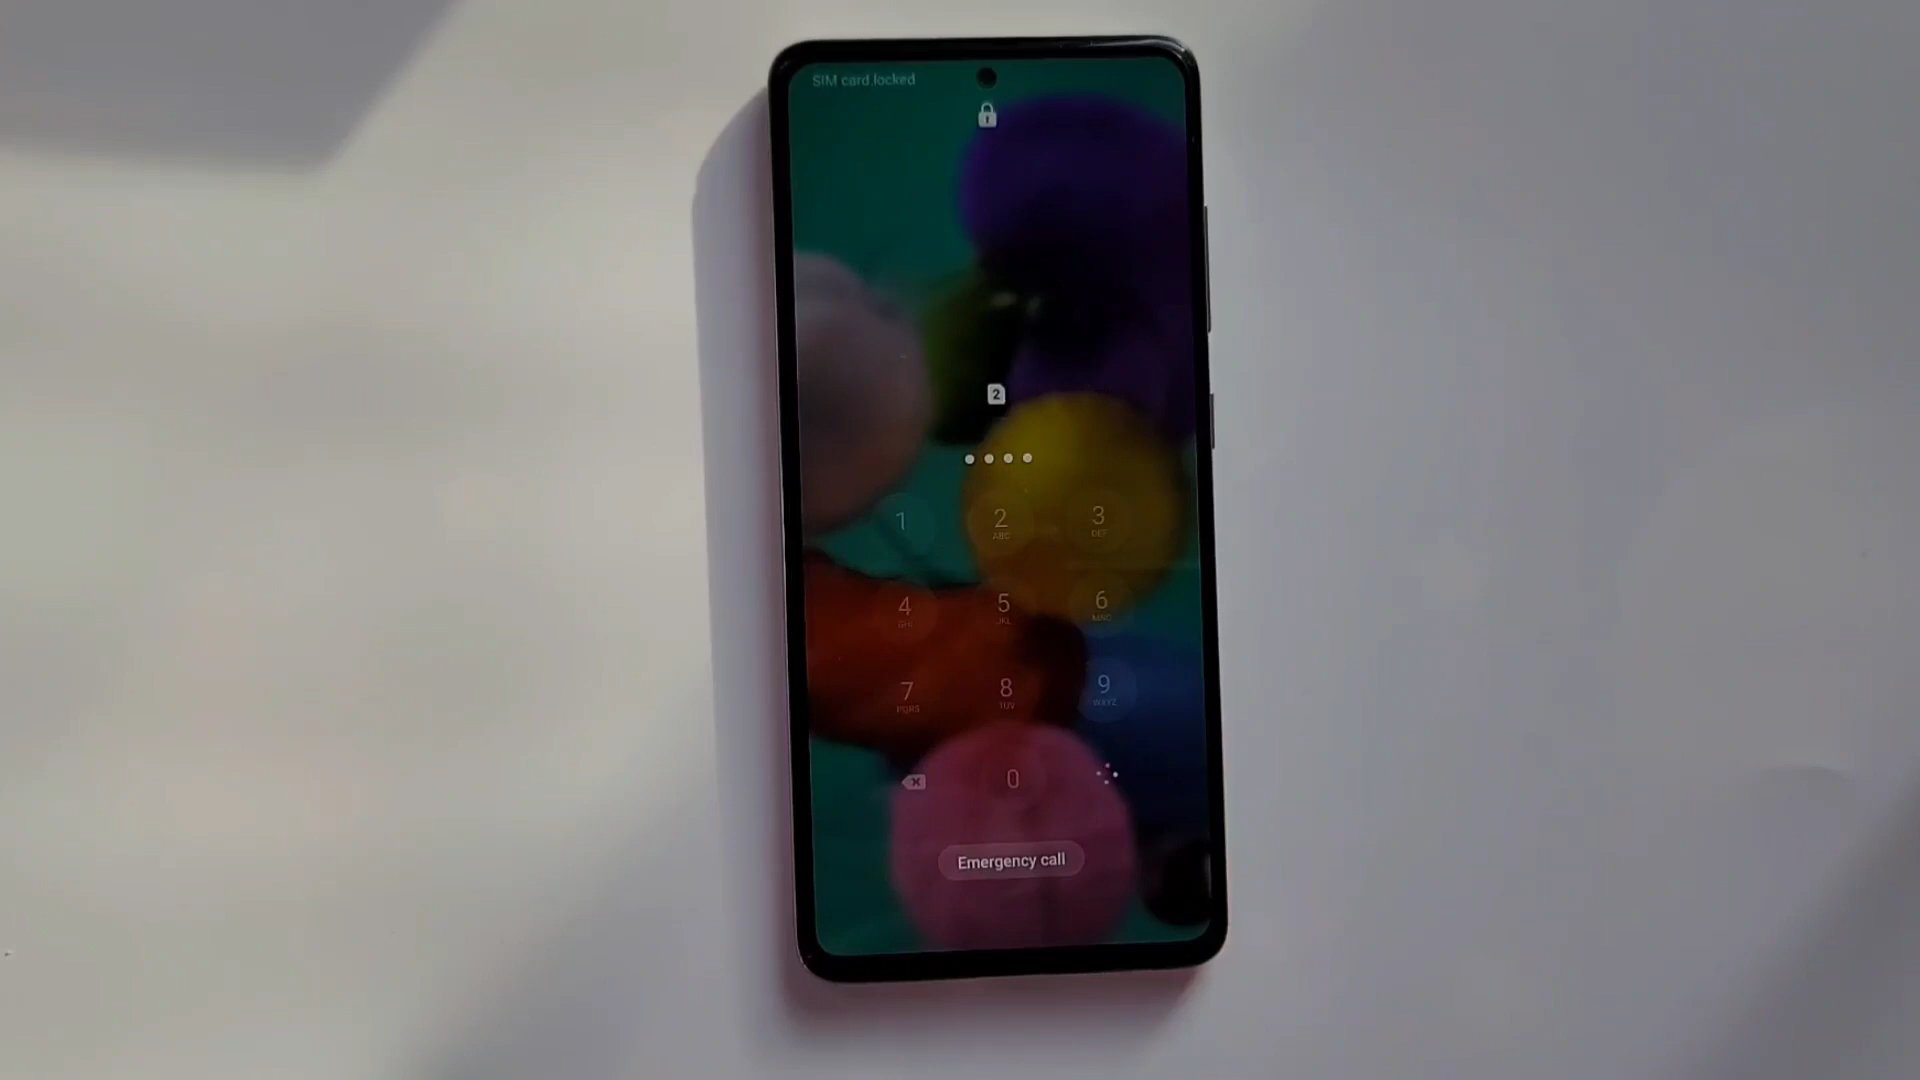 SIM card locked
2
1 2 3
ABC DEF
4 5 6
GHI JKL MNO
7 8 9
PQRS TUV WXYZ
0
Emergency call